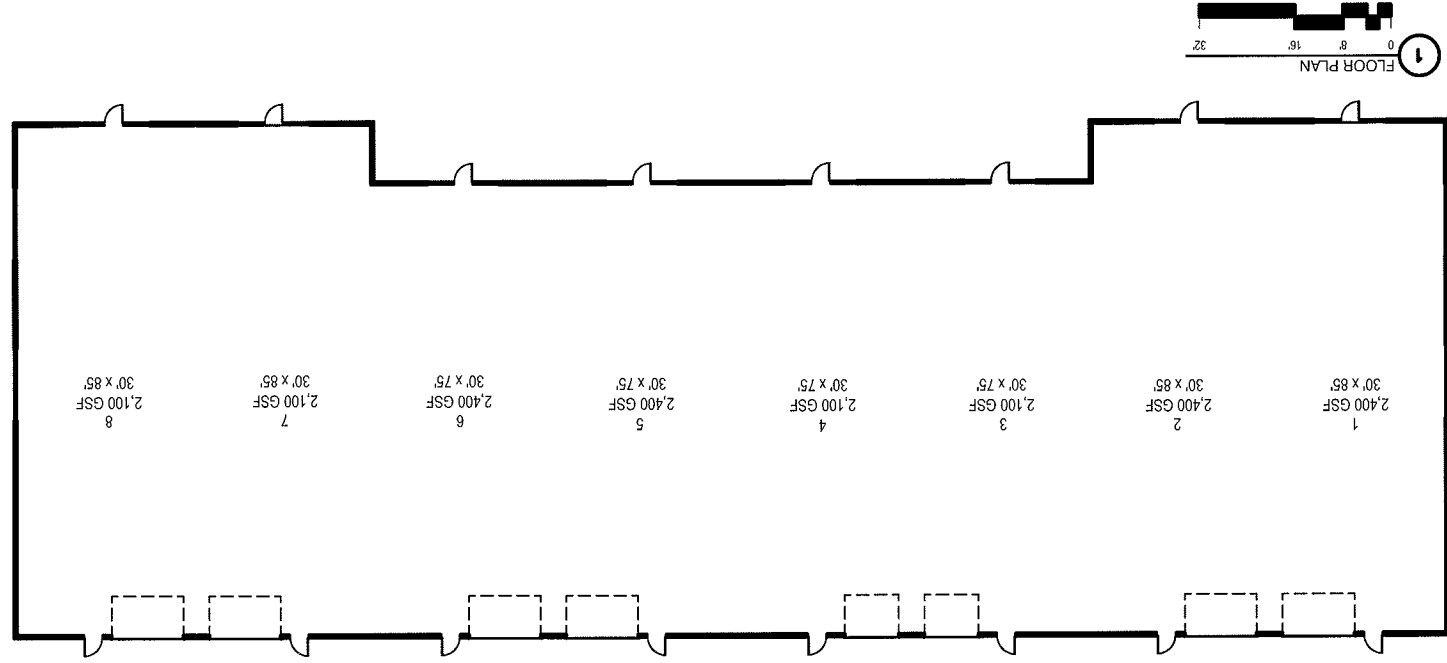 1
2,400 GSF
30' x 85'
2
2,400 GSF
30' x 85'
3
2,100 GSF
30' x 75'
4
2,100 GSF
30' x 75'
5
2,400 GSF
30' x 75'
6
2,400 GSF
30' x 75'
7
2,100 GSF
30' x 85'
8
2,100 GSF
30' x 85'
1
FLOOR PLAN
0 8' 16' 32'